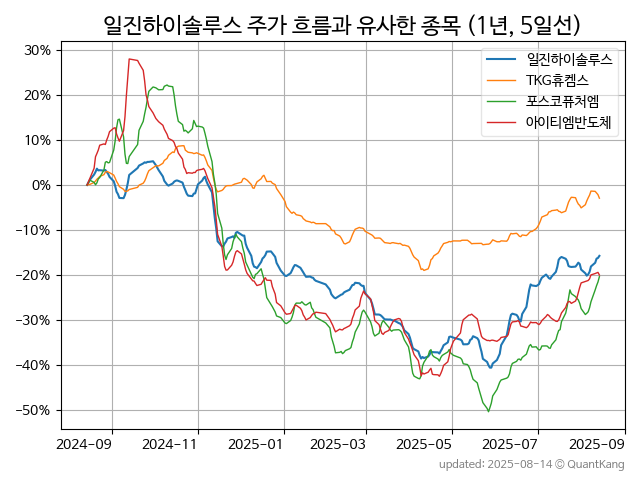 일진하이솔루스 주가 흐름과 유사한 종목 (1년, 5일선)
30%
20%
10%
0%
−10%
−20%
−30%
−40%
−50%
일진하이솔루스
TKG휴켐스
포스코퓨처엠
아이티엠반도체
2024-09
2024-11
2025-01
2025-03
2025-05
2025-07
2025-09
updated: 2025-08-14 © QuantKang